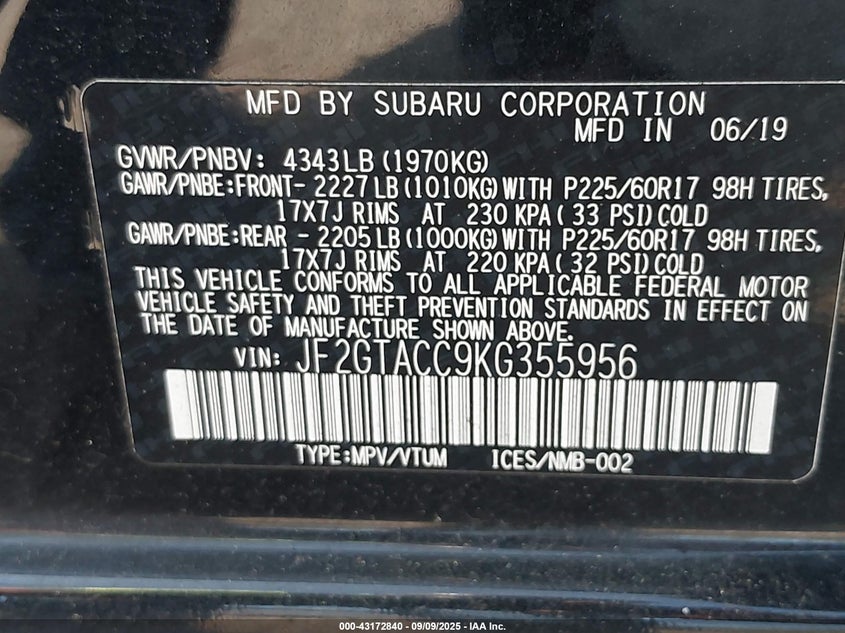 MFD BY SUBARU CORPORATION
MFD IN 06/19
GVWR/PNBV: 4343LB (1970KG)
GAWR/PNBE:FRONT- 2227LB (1010KG) WITH P225/60R17 98H TIRES,
17X7J RIMS AT 230 KPA ( 33 PSI) COLD
GAWR/PNBE:REAR - 2205LB (1000KG) WITH P225/60R17 98H TIRES,
17X7J RIMS AT 220 KPA ( 32 PSI) COLD
THIS VEHICLE CONFORMS TO ALL APPLICABLE FEDERAL MOTOR
VEHICLE SAFETY AND THEFT PREVENTION STANDARDS IN EFFECT ON
THE DATE OF MANUFACTURE SHOWN ABOVE.
VIN: JF2GTACC9KG355956
TYPE:MPV/VTUM ICES/NMB-002
000-43172840 - 09/09/2025 - IAA Inc.